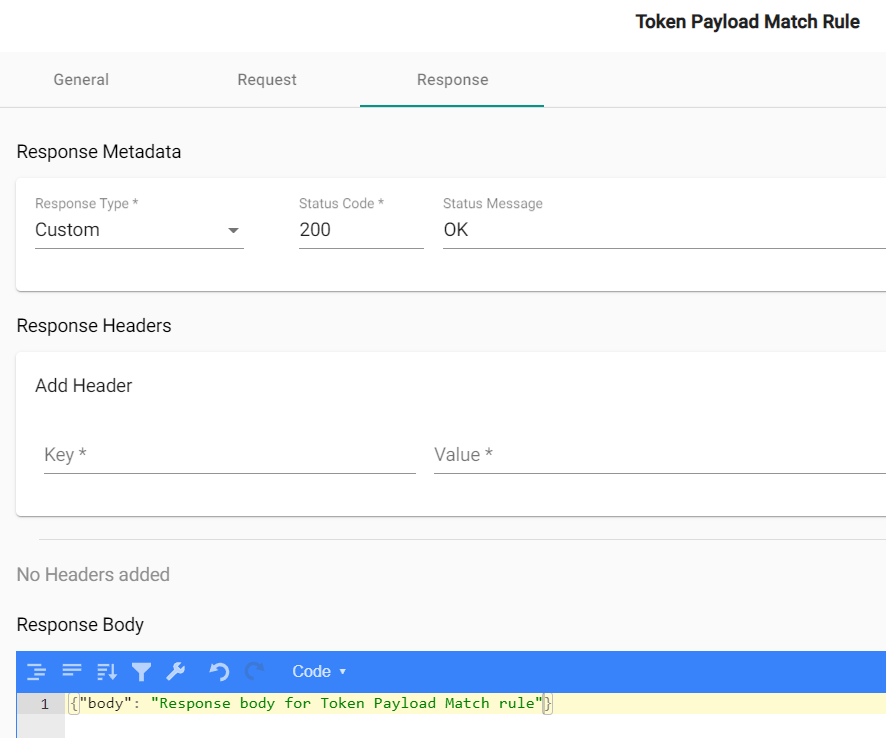 Token Payload Match Rule
General Request Response
Response Metadata
Response Type * Status Code * Status Message
Custom 200 OK
Response Headers
Add Header
Key * Value *
No Headers added
Response Body
Code
1 {"body": "Response body for Token Payload Match rule"}